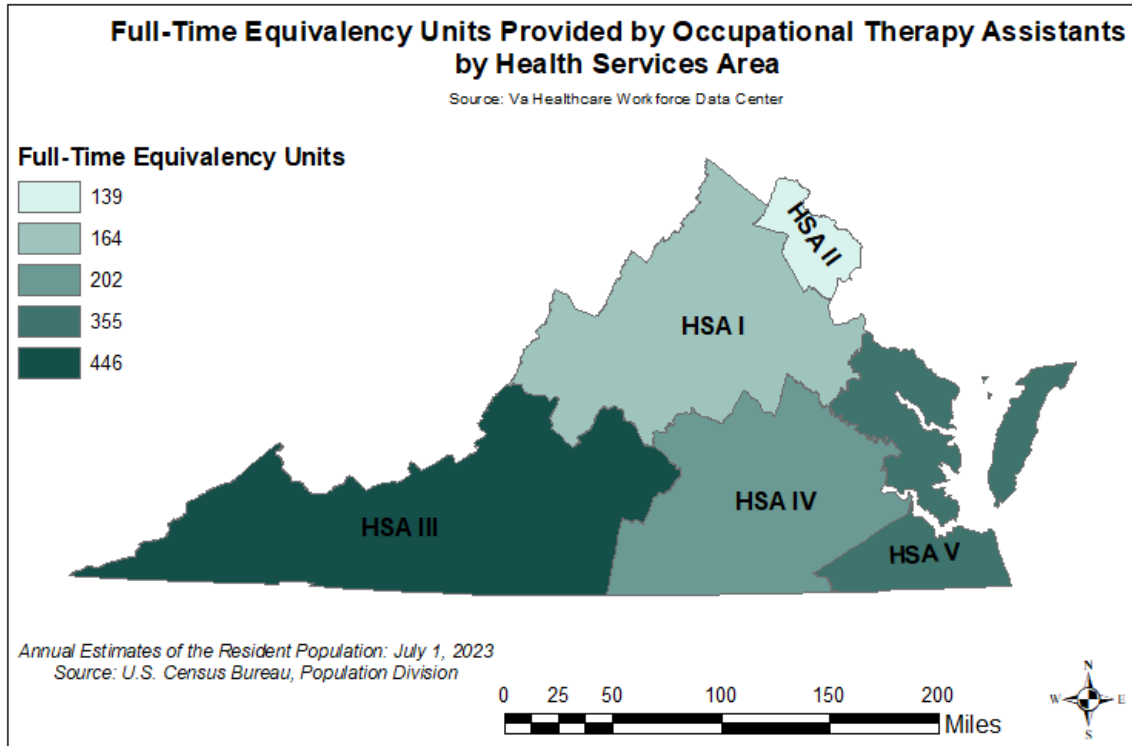 Full-Time Equivalency Units Provided by Occupational Therapy Assistants
by Health Services Area
Source: Va Healthcare Workforce Data Center
Full-Time Equivalency Units
139
164
202
355
446
HSA II
HSA I
HSA IV
HSA III
HSA V
Annual Estimates of the Resident Population: July 1, 2023
Source: U.S. Census Bureau, Population Division
0 25 50 100 150 200
Miles
N
W E
S